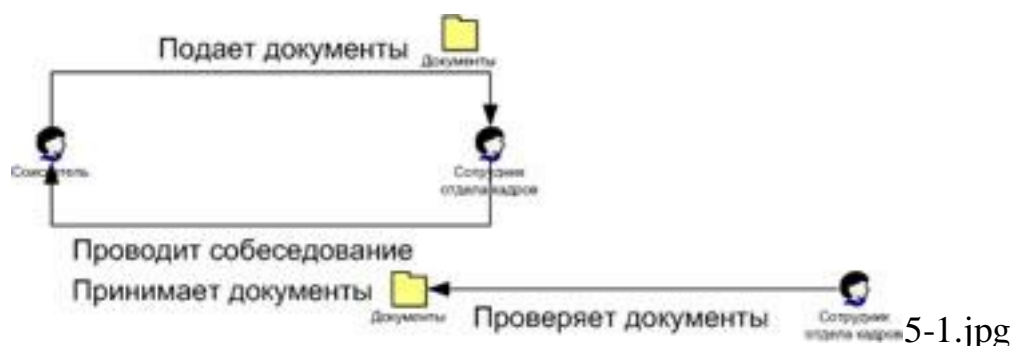 Подает документы
Документы
Соискатель
Сотрудник
отдела кадров
Проводит собеседование
Принимает документы
Документы
Проверяет документы
Сотрудник
отдела кадров
5-1.jpg